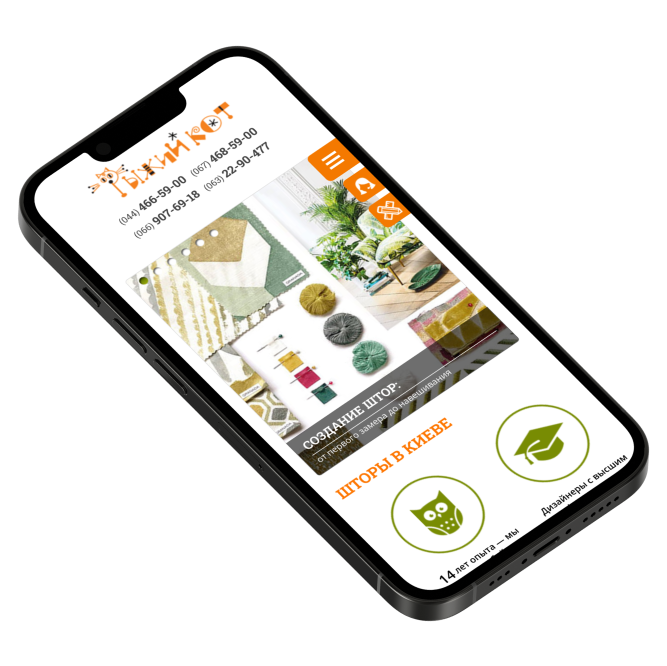 РЫЖИЙ КОТ
(044) 466-59-00 (067) 468-59-00
(066) 907-69-18 (063) 22-90-477
СОЗДАНИЕ ШТОР:
от первого замера до навешивания
ШТОРЫ В КИЕВЕ
14 лет опыта — мы
Дизайнеры с высшим